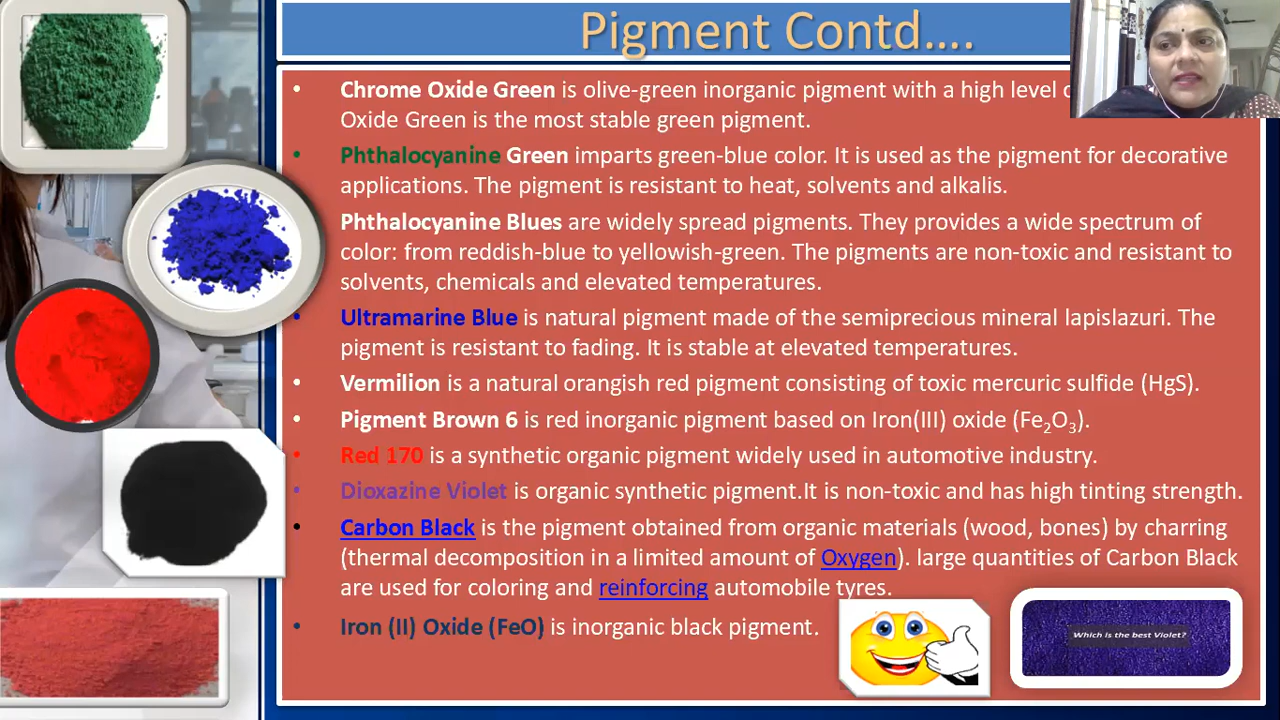 Pigment Contd....
• Chrome Oxide Green is olive-green inorganic pigment with a high level
Oxide Green is the most stable green pigment.
• Phthalocyanine Green imparts green-blue color. It is used as the pigment for decorative
applications. The pigment is resistant to heat, solvents and alkalis.
Phthalocyanine Blues are widely spread pigments. They provides a wide spectrum of
color: from reddish-blue to yellowish-green. The pigments are non-toxic and resistant to
solvents, chemicals and elevated temperatures.
• Ultramarine Blue is natural pigment made of the semiprecious mineral lapislazuri. The
pigment is resistant to fading. It is stable at elevated temperatures.
• Vermilion is a natural orangish red pigment consisting of toxic mercuric sulfide (HgS).
• Pigment Brown 6 is red inorganic pigment based on Iron(III) oxide (Fe₂O₃).
• Red 170 is a synthetic organic pigment widely used in automotive industry.
• Dioxazine Violet is organic synthetic pigment.It is non-toxic and has high tinting strength.
• Carbon Black is the pigment obtained from organic materials (wood, bones) by charring
(thermal decomposition in a limited amount of Oxygen). large quantities of Carbon Black
are used for coloring and reinforcing automobile tyres.
• Iron (II) Oxide (FeO) is inorganic black pigment.
Which is the best Violet?